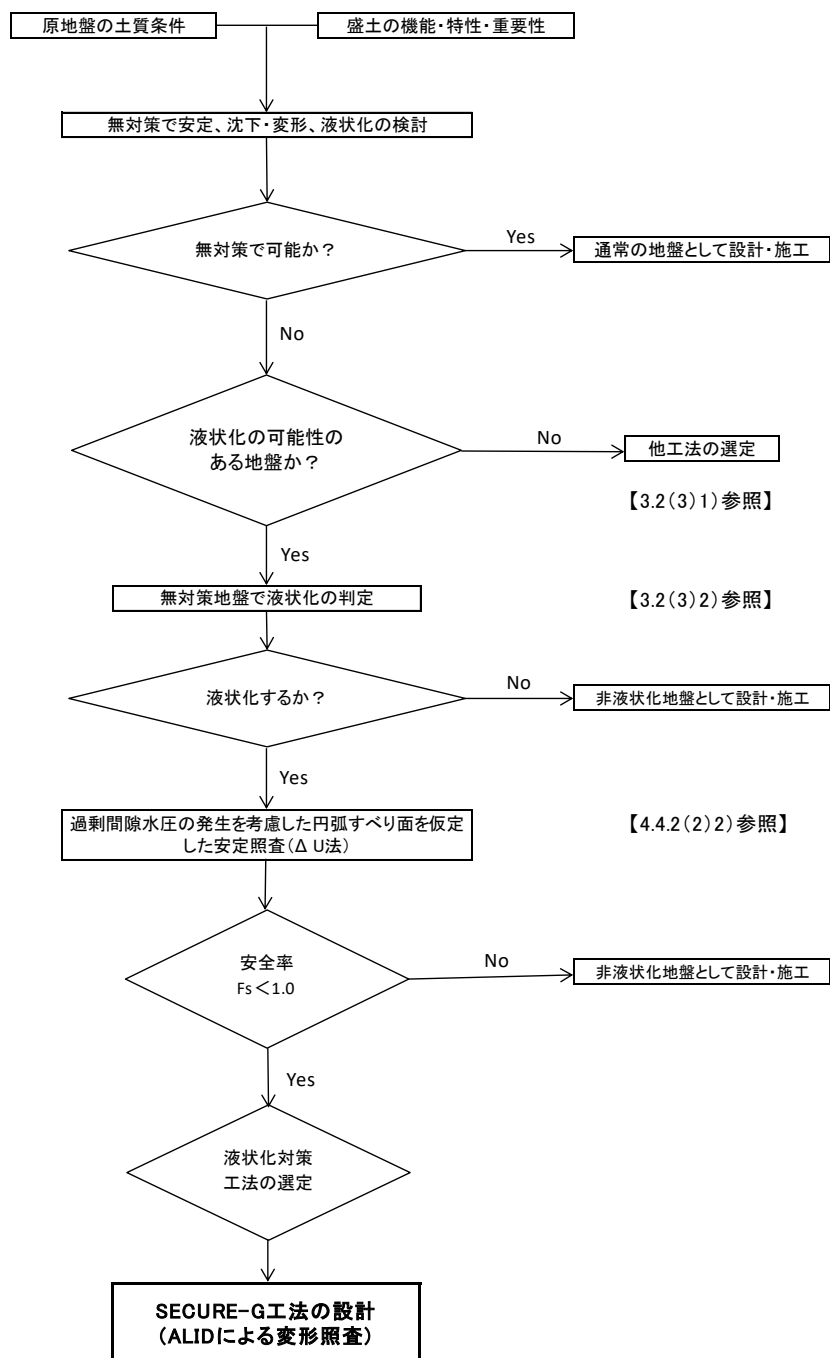 原地盤の土質条件
盛土の機能・特性・重要性
無対策で安定、沈下・変形、液状化の検討
無対策で可能か?
Yes
通常の地盤として設計・施工
No
液状化の可能性の
ある地盤か?
No
他工法の選定
【3.2(3)1)参照】
Yes
無対策地盤で液状化の判定
【3.2(3)2)参照】
液状化するか?
No
非液状化地盤として設計・施工
Yes
過剰間隙水圧の発生を考慮した円弧すべり面を仮定
した安定照査(ΔU法)
【4.4.2(2)2)参照】
安全率
Fs<1.0
No
非液状化地盤として設計・施工
Yes
液状化対策
工法の選定
SECURE-G工法の設計
(ALIDによる変形照査)